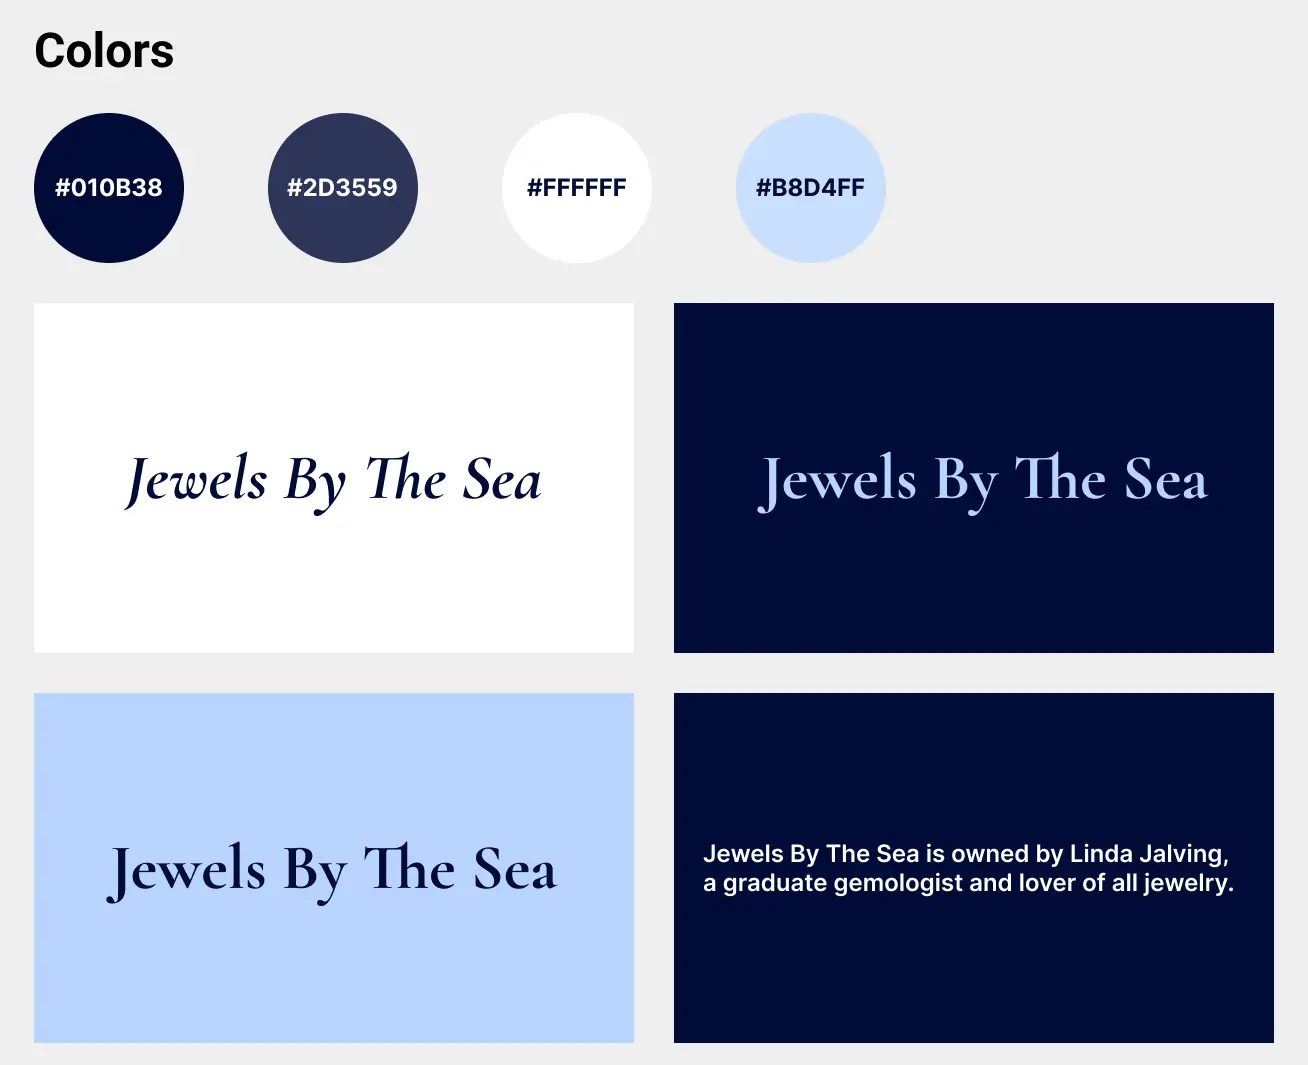 Colors
#010B38
#2D3559
#FFFFFF
#B8D4FF
Jewels By The Sea
Jewels By The Sea
Jewels By The Sea
Jewels By The Sea is owned by Linda Jalving,
a graduate gemologist and lover of all jewelry.